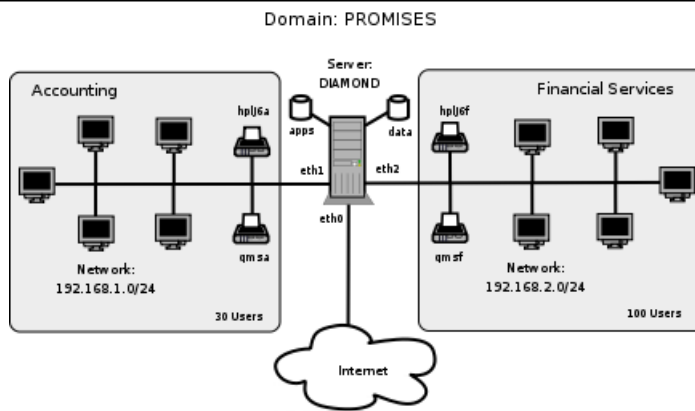 Domain: PROMISES
Server:
DIAMOND
Accounting
Financial Services
hplj6a
apps
data
hplj6f
eth1
eth2
eth0
qmsa
qmsf
Network:
192.168.1.0/24
Network:
192.168.2.0/24
30 Users
100 Users
Internet